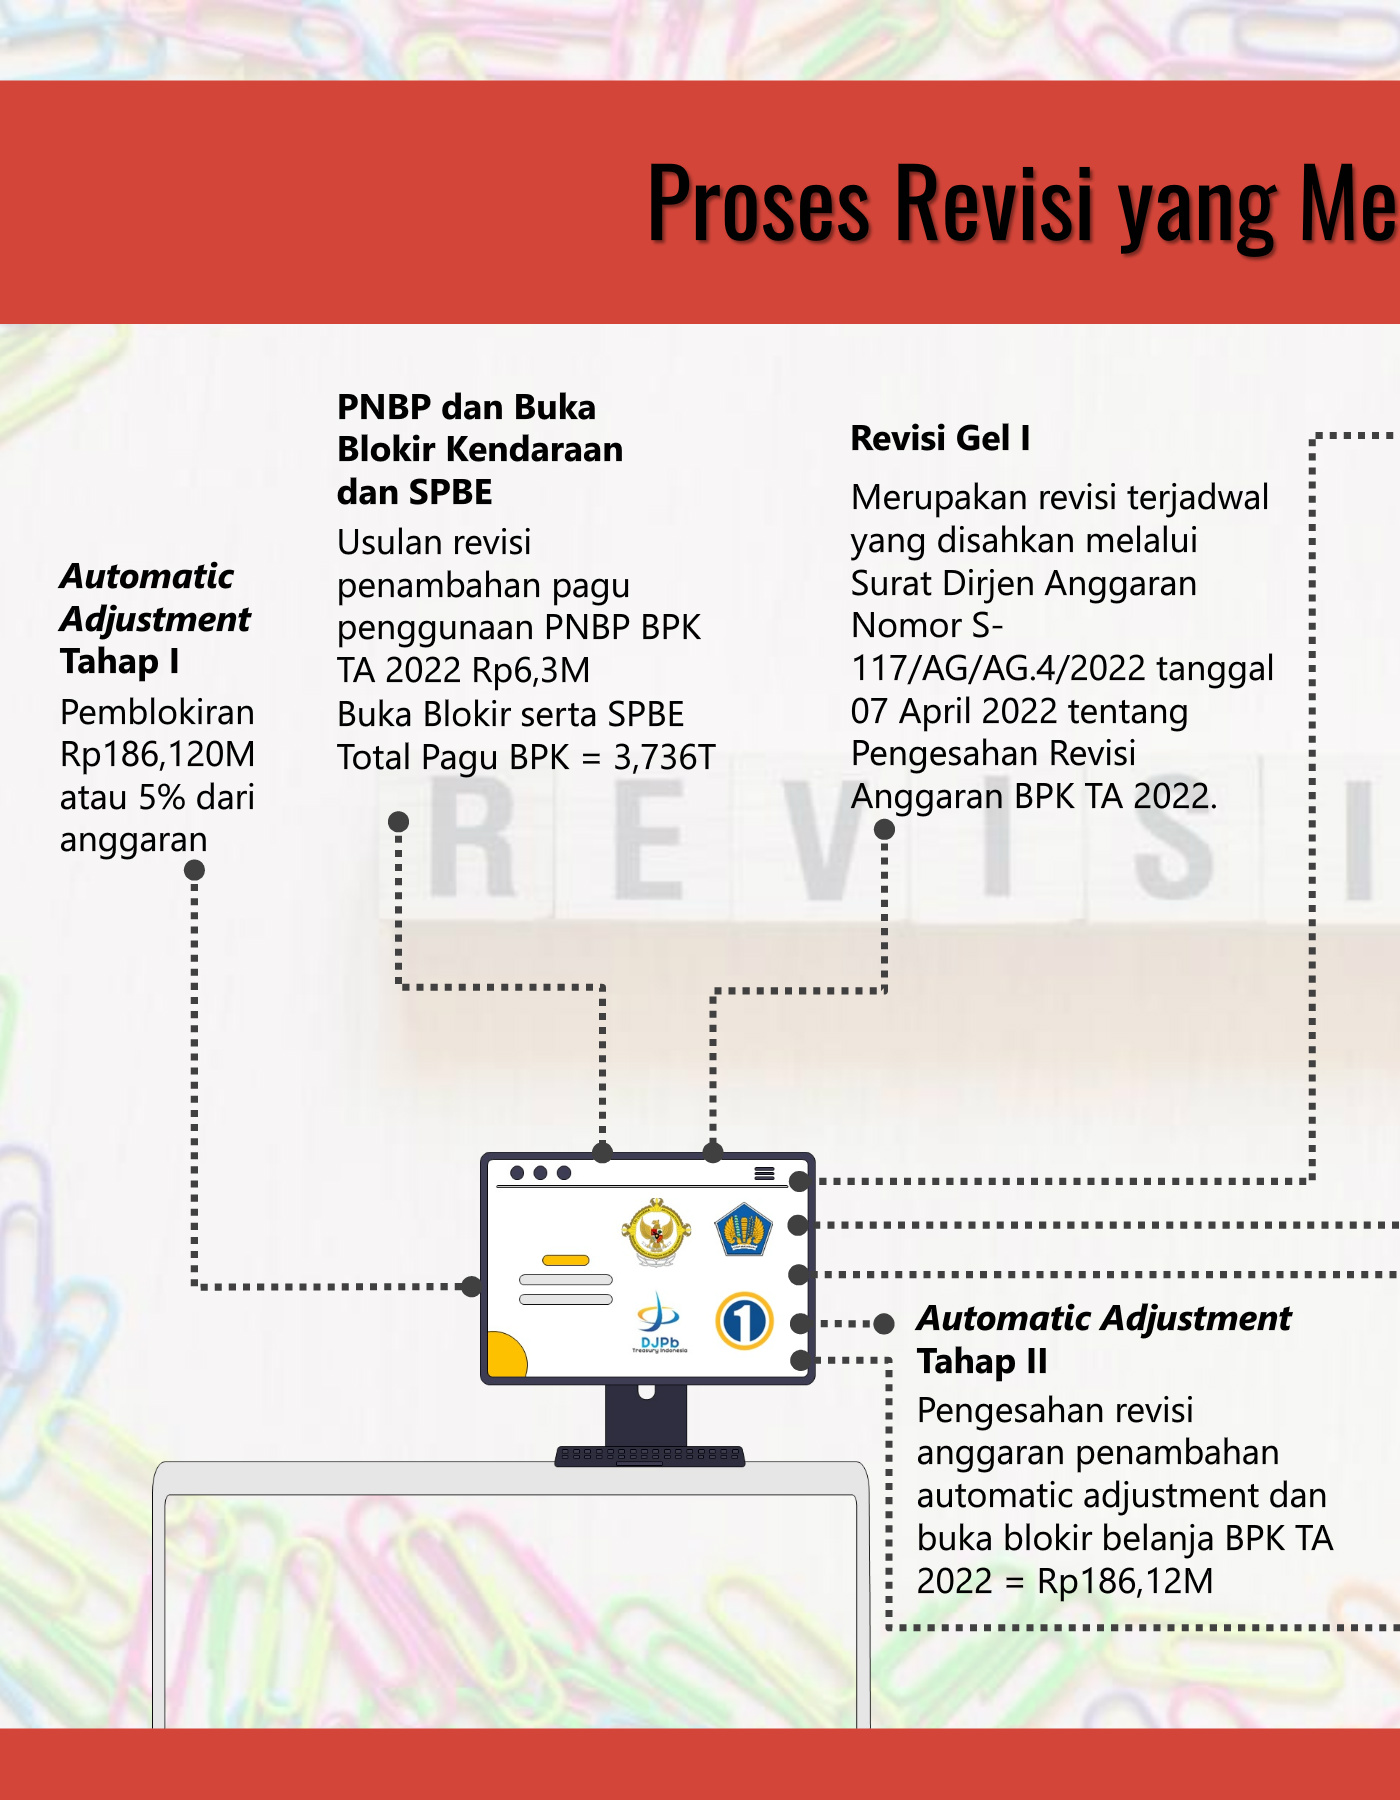 Proses Revisi yang Me
Automatic
Adjustment
Tahap I
Pemblokiran
Rp186,120M
atau 5% dari
anggaran
PNBP dan Buka
Blokir Kendaraan
dan SPBE
Usulan revisi
penambahan pagu
penggunaan PNBP BPK
TA 2022 Rp6,3M
Buka Blokir serta SPBE
Total Pagu BPK = 3,736T
Revisi Gel I
Merupakan revisi terjadwal
yang disahkan melalui
Surat Dirjen Anggaran
Nomor S-
117/AG/AG.4/2022 tanggal
07 April 2022 tentang
Pengesahan Revisi
Anggaran BPK TA 2022.
REVISI
1
DJPb
Treasury Indonesia
Automatic Adjustment
Tahap II
Pengesahan revisi
anggaran penambahan
automatic adjustment dan
buka blokir belanja BPK TA
2022 = Rp186,12M